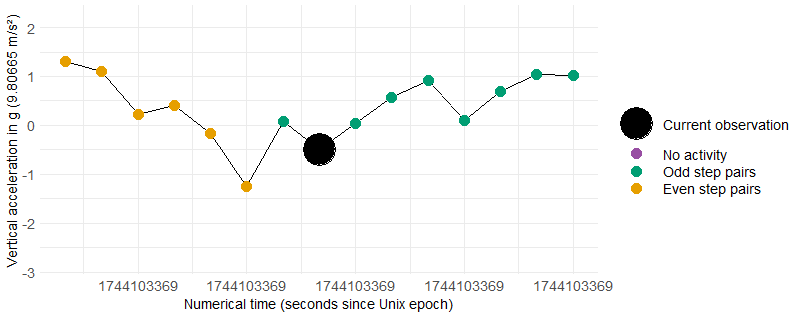 Vertical acceleration in g (9.80665 m/s²)
2
1
0
-1
-2
-3
1744103369 1744103369 1744103369 1744103369 1744103369
Numerical time (seconds since Unix epoch)
Current observation
No activity
Odd step pairs
Even step pairs